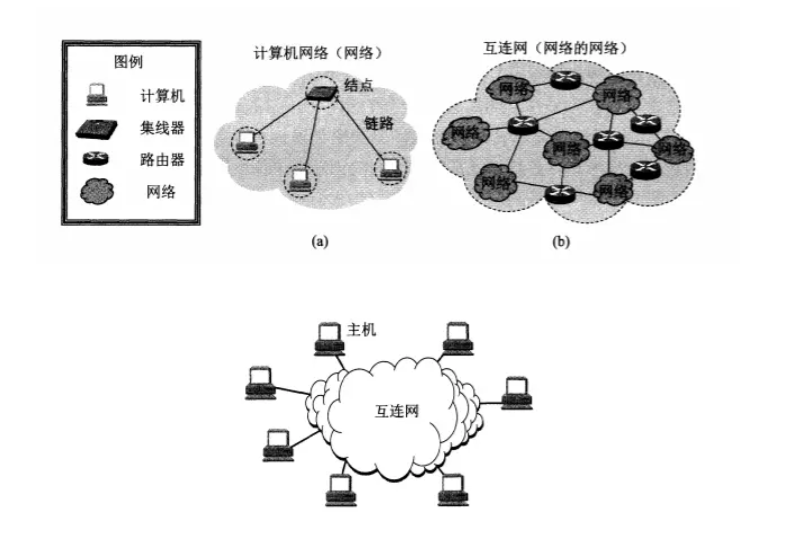 图例
计算机
集线器
路由器
网络
计算机网络（网络）
结点
链路
(a)
互连网（网络的网络）
网络
网络
网络
网络
网络
网络
网络
(b)
主机
互连网